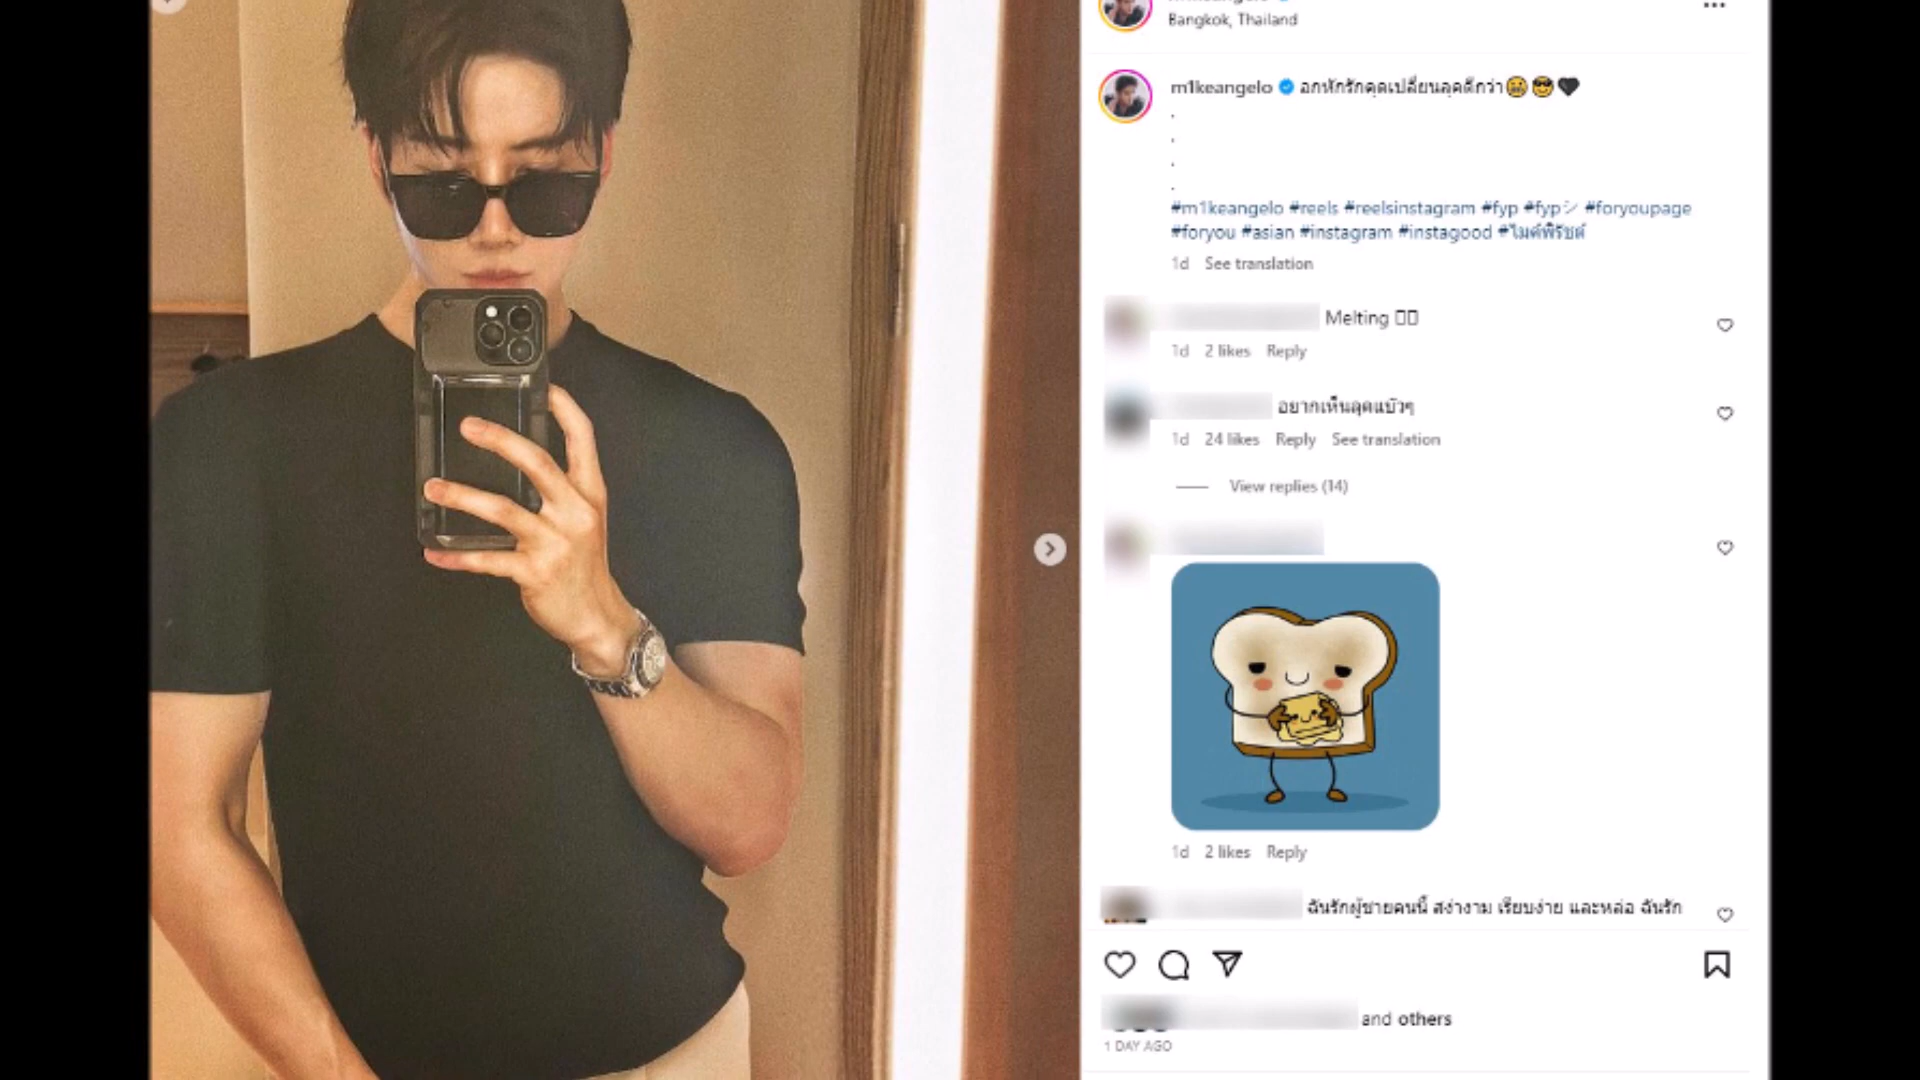 Bangkok, Thailand
m1keangelo อกหักรักคุดเปลี่ยนลุคดีกว่า
.
.
.
.
#m1keangelo #reels #reelsinstagram #fyp #fypシ #foryoupage
#foryou #asian #instagram #instagood #ไมค์พิรัชต์
1d See translation
Melting
1d 2 likes Reply
อยากเห็นลุคแบ๊วๆ
1d 24 likes Reply See translation
View replies (14)
1d 2 likes Reply
ฉันรักผู้ชายคนนี้ สง่างาม เรียบง่าย และหล่อ ฉันรัก
and others
1 DAY AGO